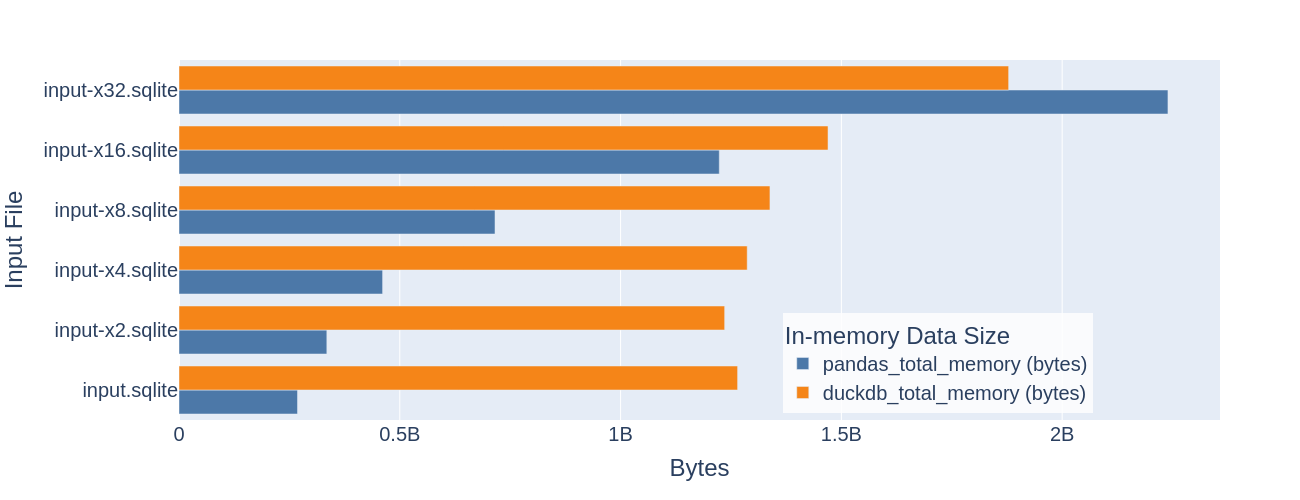 input-x32.sqlite
input-x16.sqlite
input-x8.sqlite
input-x4.sqlite
input-x2.sqlite
input.sqlite
Input File
0 0.5B 1B 1.5B 2B
Bytes
In-memory Data Size
pandas_total_memory (bytes)
duckdb_total_memory (bytes)